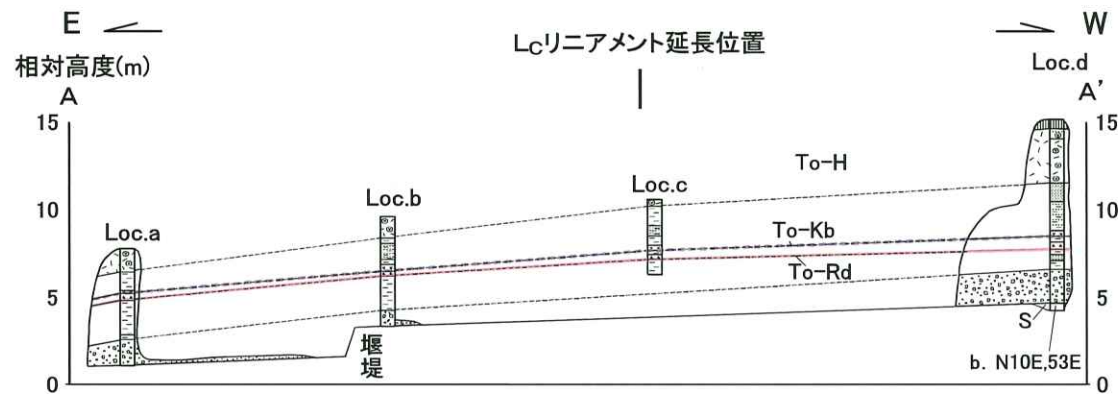 E W
LCリニアメント延長位置
相対高度(m)
Loc.d
A A'
15 15
To-H
Loc.b Loc.c
10 10
Loc.a
To-Kb
To-Rd
5 5
S
堰堤
b. N10E,53E
0 0